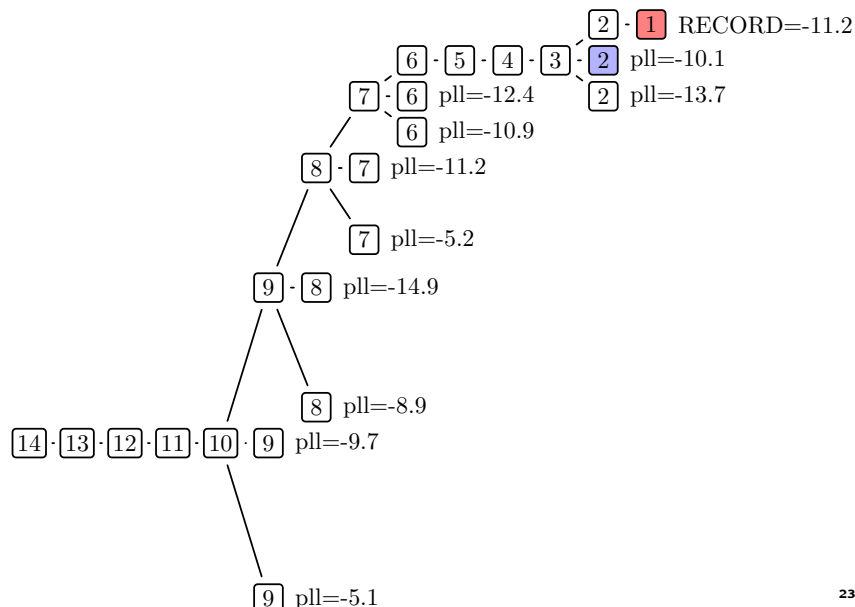 2 1 RECORD=-11.2
6 5 4 3 2 pll=-10.1
7 6 pll=-12.4 2 pll=-13.7
6 pll=-10.9
8 7 pll=-11.2
7 pll=-5.2
9 8 pll=-14.9
8 pll=-8.9
14 13 12 11 10 9 pll=-9.7
9 pll=-5.1
23